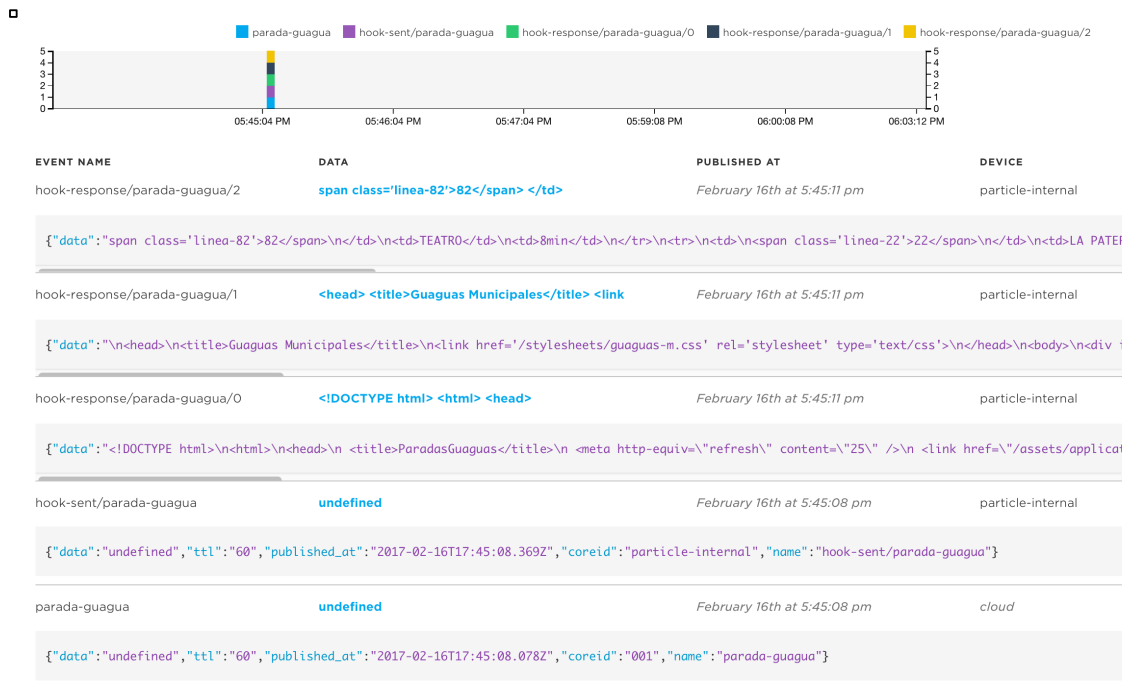 parada-guagua hook-sent/parada-guagua hook-response/parada-guagua/0 hook-response/parada-guagua/1 hook-response/parada-guagua/2
5 5
4 4
3 3
2 2
1 1
0 0
05:45:04 PM 05:46:04 PM 05:47:04 PM 05:59:08 PM 06:00:08 PM 06:03:12 PM
EVENT NAME DATA PUBLISHED AT DEVICE
hook-response/parada-guagua/2 span class='linea-82'>82</span> </td> February 16th at 5:45:11 pm particle-internal
{"data":"span class='linea-82'>82</span>\n</td>\n<td>TEATRO</td>\n<td>8min</td>\n</tr>\n<tr>\n<td>\n<span class='linea-22'>22</span>\n</td>\n<td>LA PATE
hook-response/parada-guagua/1 <head> <title>Guaguas Municipales</title> <link February 16th at 5:45:11 pm particle-internal
{"data":"\n<head>\n<title>Guaguas Municipales</title>\n<link href='/stylesheets/guaguas-m.css' rel='stylesheet' type='text/css'>\n</head>\n<body>\n<div
hook-response/parada-guagua/0 <!DOCTYPE html> <html> <head> February 16th at 5:45:11 pm particle-internal
{"data":"<!DOCTYPE html>\n<html>\n<head>\n <title>ParadasGuaguas</title>\n <meta http-equiv=\"refresh\" content=\"25\" />\n <link href=\"/assets/applicat
hook-sent/parada-guagua undefined February 16th at 5:45:08 pm particle-internal
{"data":"undefined","ttl":"60","published_at":"2017-02-16T17:45:08.369Z","coreid":"particle-internal","name":"hook-sent/parada-guagua"}
parada-guagua undefined February 16th at 5:45:08 pm cloud
{"data":"undefined","ttl":"60","published_at":"2017-02-16T17:45:08.078Z","coreid":"001","name":"parada-guagua"}